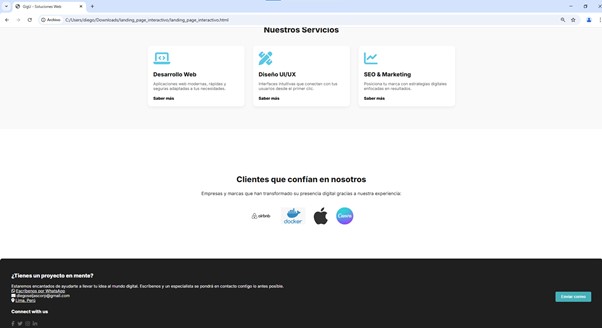 DigiJ - Soluciones Web
Archivo C:/Users/diego/Downloads/landing_page_interactivo/landing_page_interactivo.html
Nuestros Servicios
Desarrollo Web
Aplicaciones web modernas, rápidas y
seguras adaptadas a tus necesidades.
Saber más
Diseño UI/UX
Interfaces intuitivas que conectan con tus
usuarios desde el primer clic.
Saber más
SEO & Marketing
Posiciona tu marca con estrategias digitales
enfocadas en resultados.
Saber más
Clientes que confían en nosotros
Empresas y marcas que han transformado su presencia digital gracias a nuestra experiencia:
airbnb
docker
Canva
¿Tienes un proyecto en mente?
Estaremos encantados de ayudarte a llevar tu idea al mundo digital. Escríbenos y un especialista se pondrá en contacto contigo lo antes posible.
Escríbenos por WhatsApp
Lima, Perú
Enviar correo
Connect with us